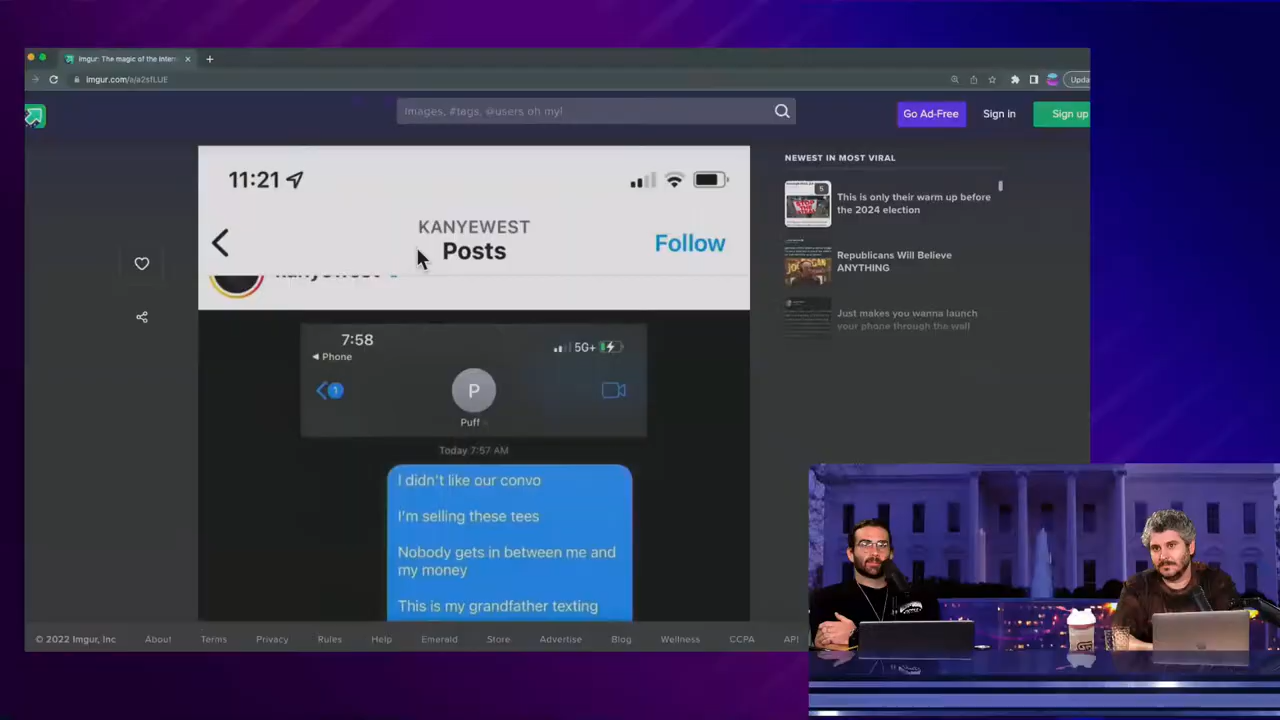 Imgur: The magic of the Intern
imgur.com/a/a2sfLUE
Upda
Images, #tags, @users oh my!
Go Ad-Free
Sign in
Sign up
NEWEST IN MOST VIRAL
5
This is only their warm up before
the 2024 election
Republicans Will Believe
ANYTHING
Just makes you wanna launch
your phone through the wall
11:21
KANYEWEST
Posts
Follow
kanyewest
7:58
Phone
5G+
1
P
Puff
Today 7:57 AM
I didn't like our convo
I'm selling these tees
Nobody gets in between me and
my money
This is my grandfather texting
© 2022 Imgur, Inc
About
Terms
Privacy
Rules
Help
Emerald
Store
Advertise
Blog
Wellness
CCPA
API